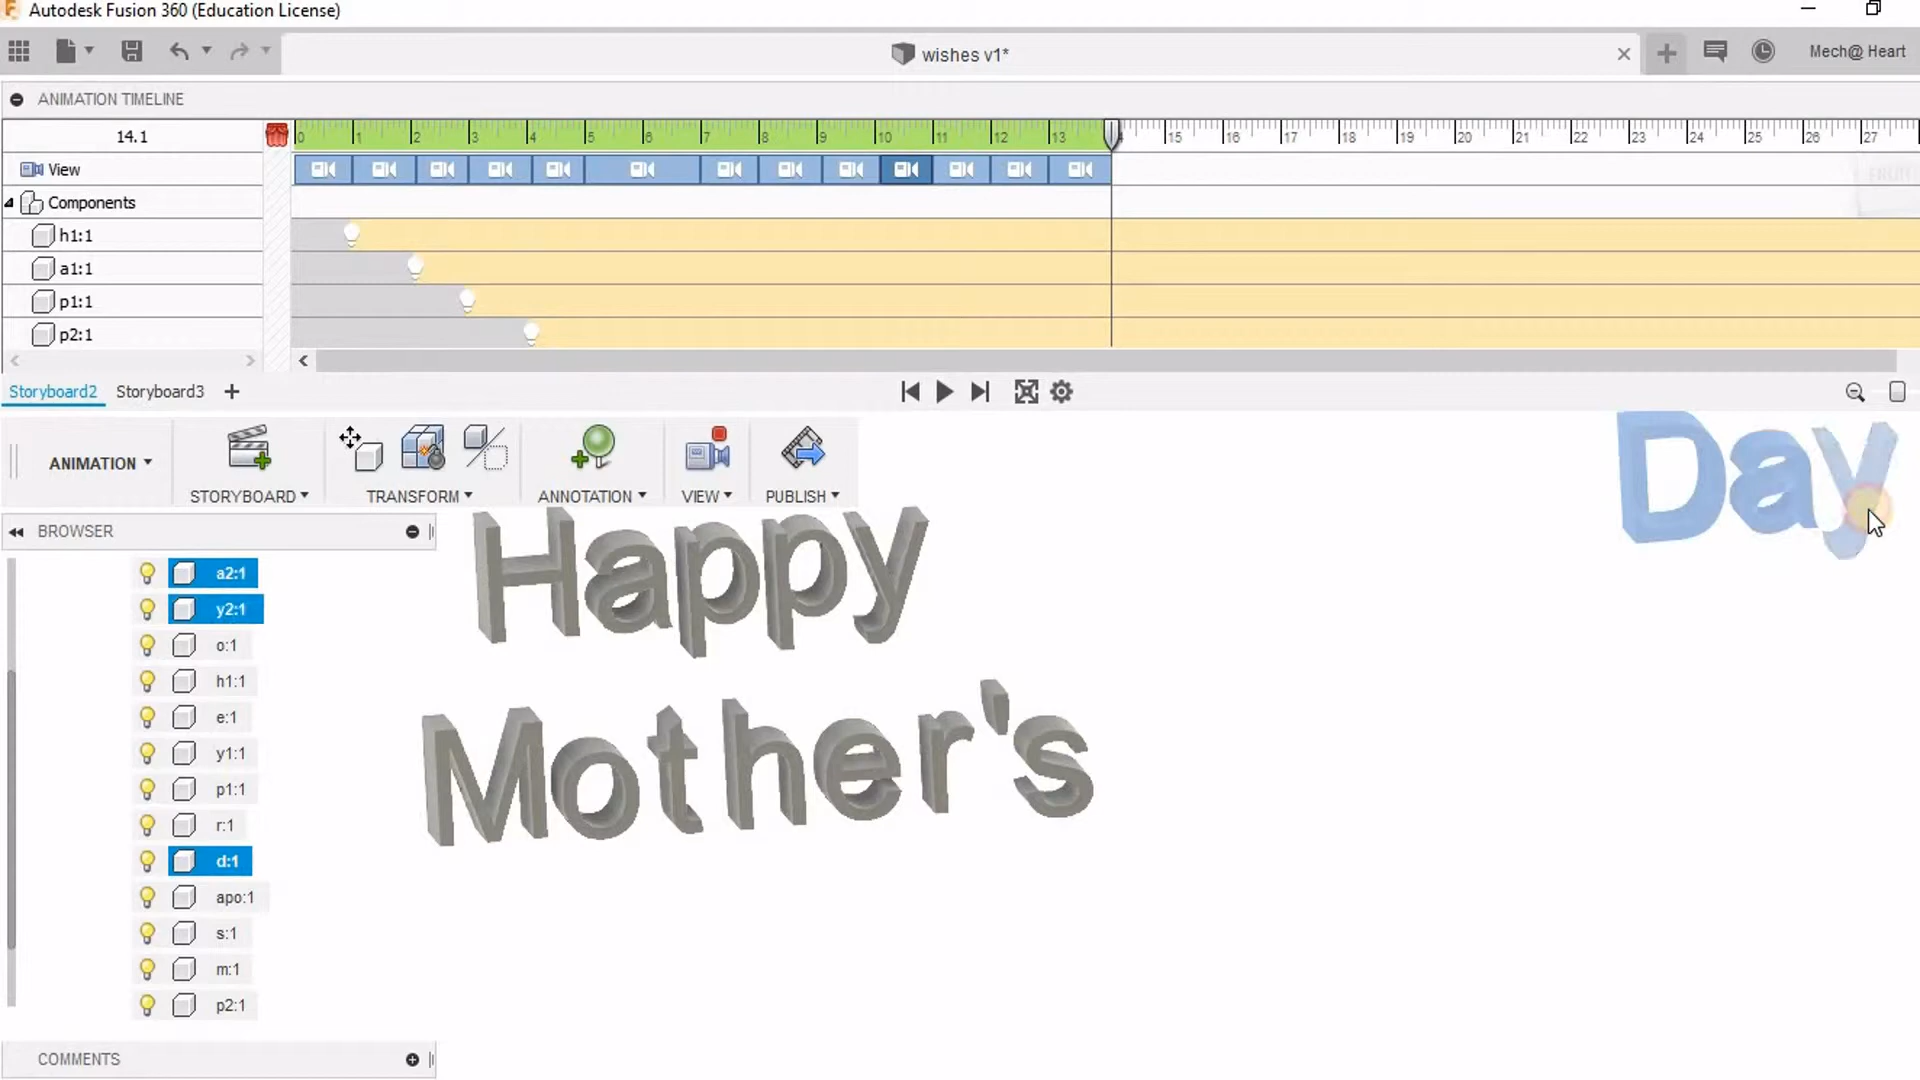 Autodesk Fusion 360 (Education License)
wishes v1*
Mech@ Heart
ANIMATION TIMELINE
14.1
0 1 2 3 4 5 6 7 8 9 10 11 12 13 15 16 17 18 19 20 21 22 23 24 25 26 27
View
Components
h1:1
a1:1
p1:1
p2:1
Storyboard2 Storyboard3
ANIMATION
STORYBOARD TRANSFORM ANNOTATION VIEW PUBLISH
BROWSER
a2:1
y2:1
o:1
h1:1
e:1
y1:1
p1:1
r:1
d:1
apo:1
s:1
m:1
p2:1
COMMENTS
Happy
Mother's
Day